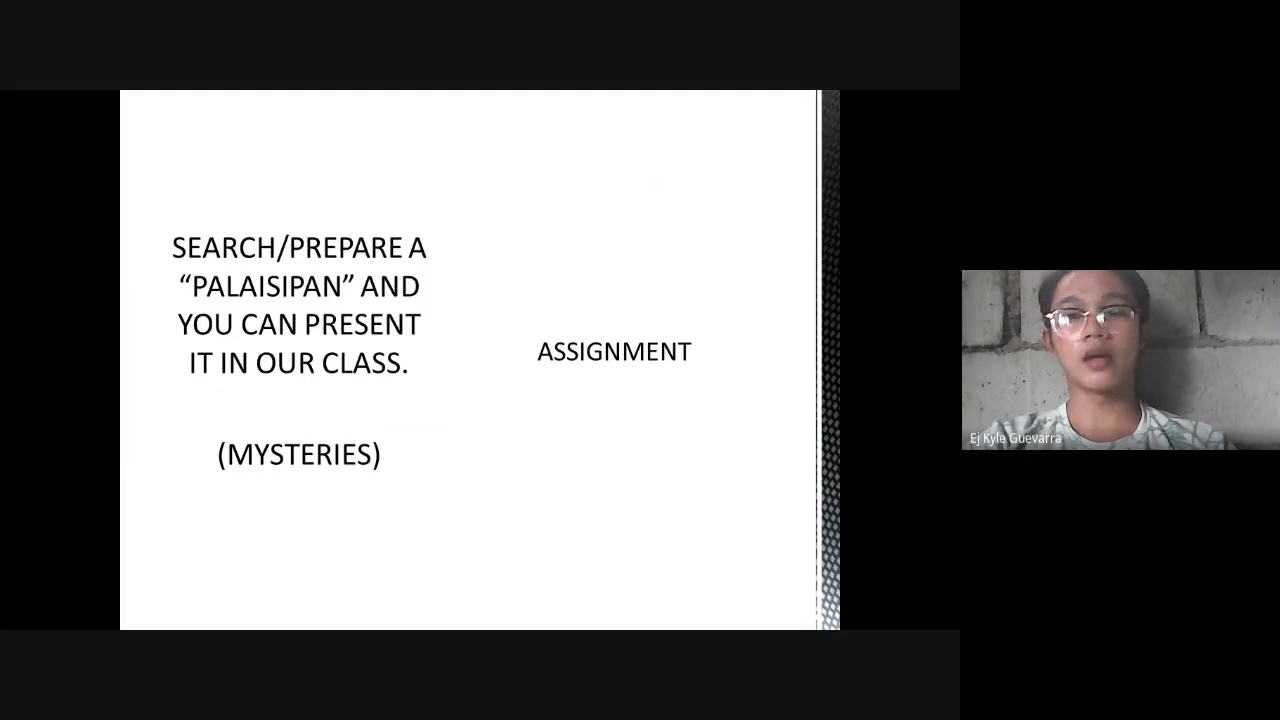 SEARCH/PREPARE A
“PALAISIPAN” AND
YOU CAN PRESENT
IT IN OUR CLASS.
(MYSTERIES)
ASSIGNMENT
Ej Kyle Guevarra